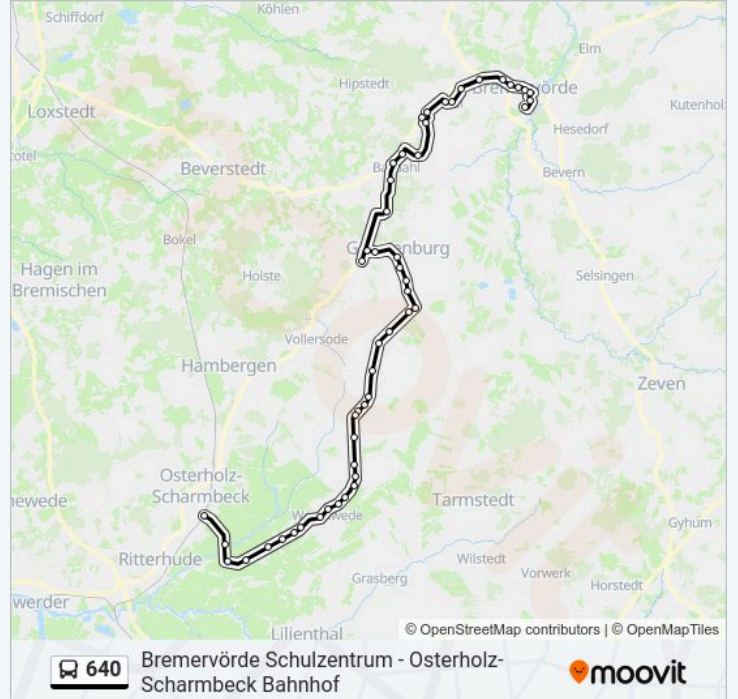 Schiffdorf
Köhlen
Elm
Hipstedt
Loxstedt
Kutenholz
Hesedorf
Beverstedt
Bevern
Bokel
Hagen im
Bremischen
Holste
Selsingen
Vollersode
Hambergen
Zeven
Osterholz-
Scharmbeck
Tarmstedt
Gyhum
Ritterhude
Wilstedt
Vorwerk
Grasberg
Horstedt
werder
Lilienthal
© OpenStreetMap contributors | © OpenMapTiles
640
Bremervörde Schulzentrum - Osterholz-
Scharmbeck Bahnhof
moovit